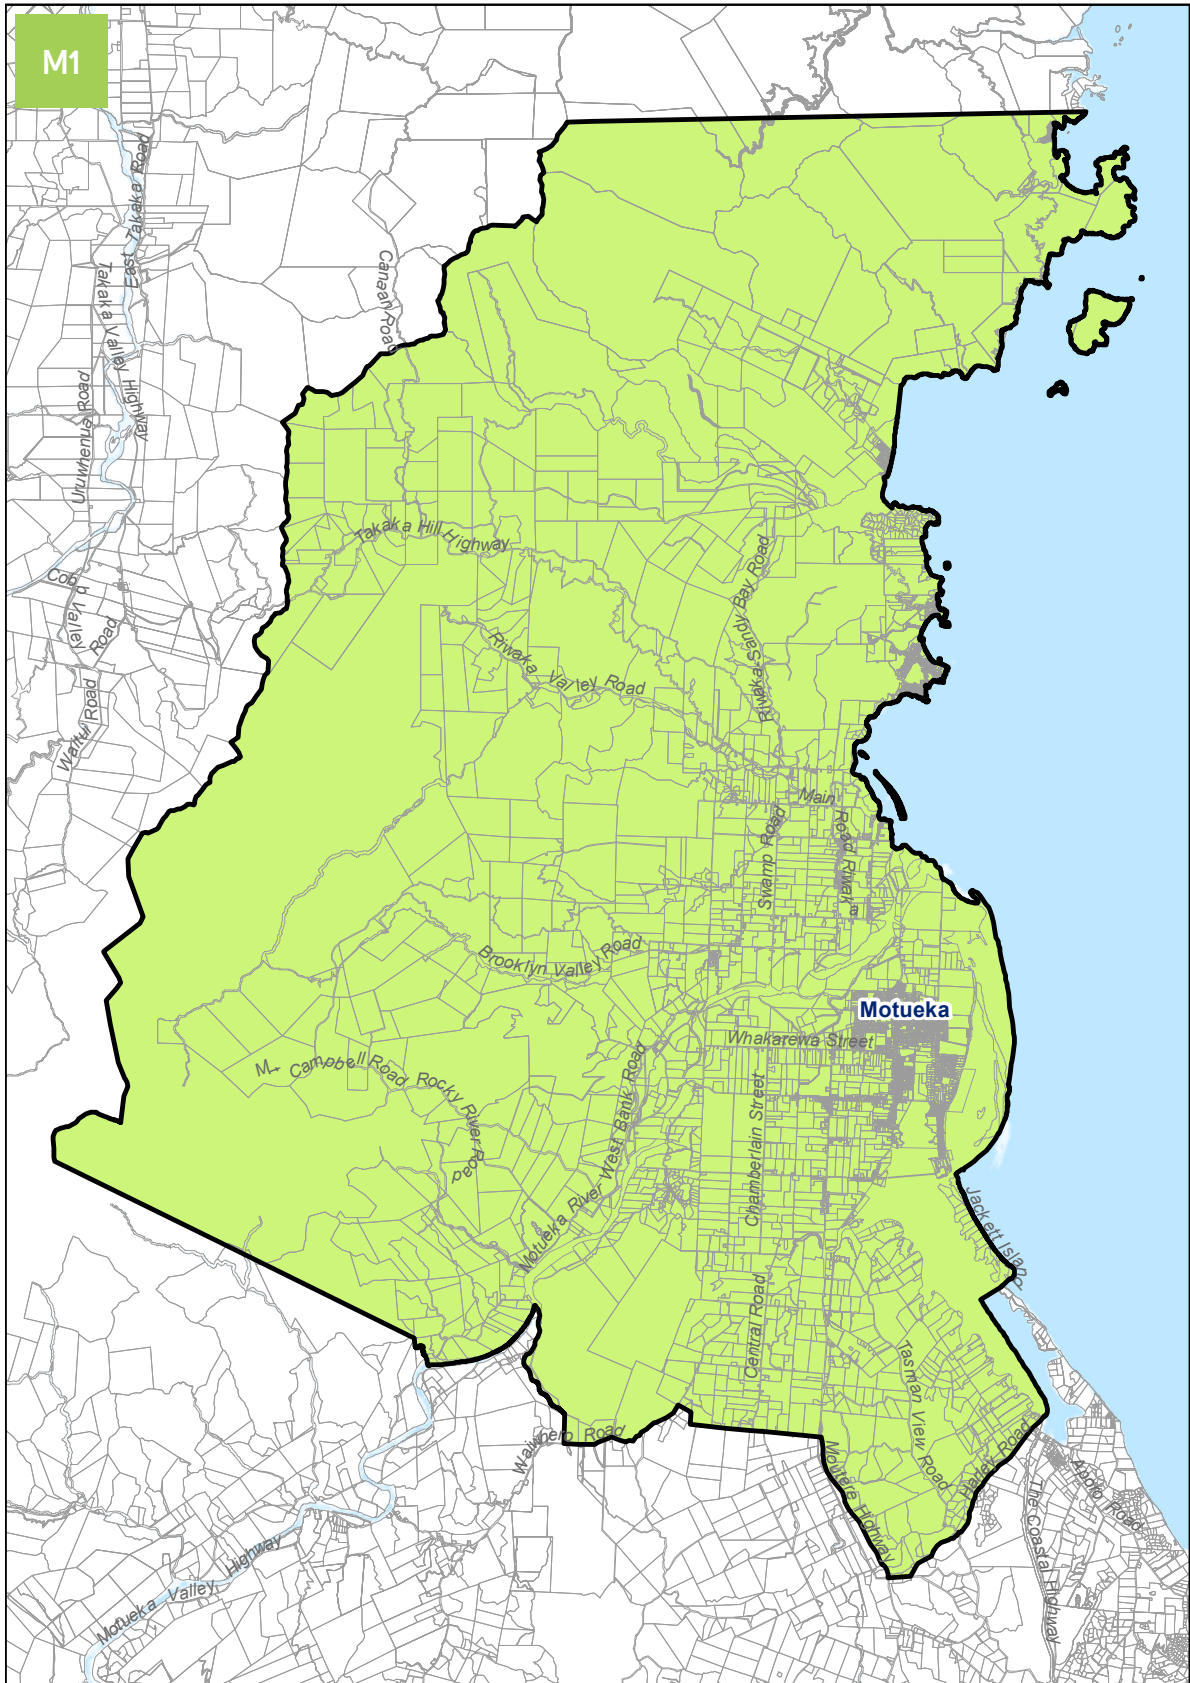 M1
East Takaka Road
Takaka Valley Highway
Canaan Road
Uruwhenua Road
Takaka Hill Highway
Cobb Valley Road
Riwaka-Sandy Bay Road
Riwaka Valley Road
Waitui Road
Main Road Riwaka
Swamp Road
Brooklyn Valley Road
Motueka
Whakarewa Street
Campbell Road
Rocky River Road
Motueka River West Bank Road
Chamberlain Street
Jackett Island
Central Road
Tasman View Road
Waiwhero Road
Moutere Highway
Harley Road
Aporo Road
The Coastal Highway
Motueka Valley Highway